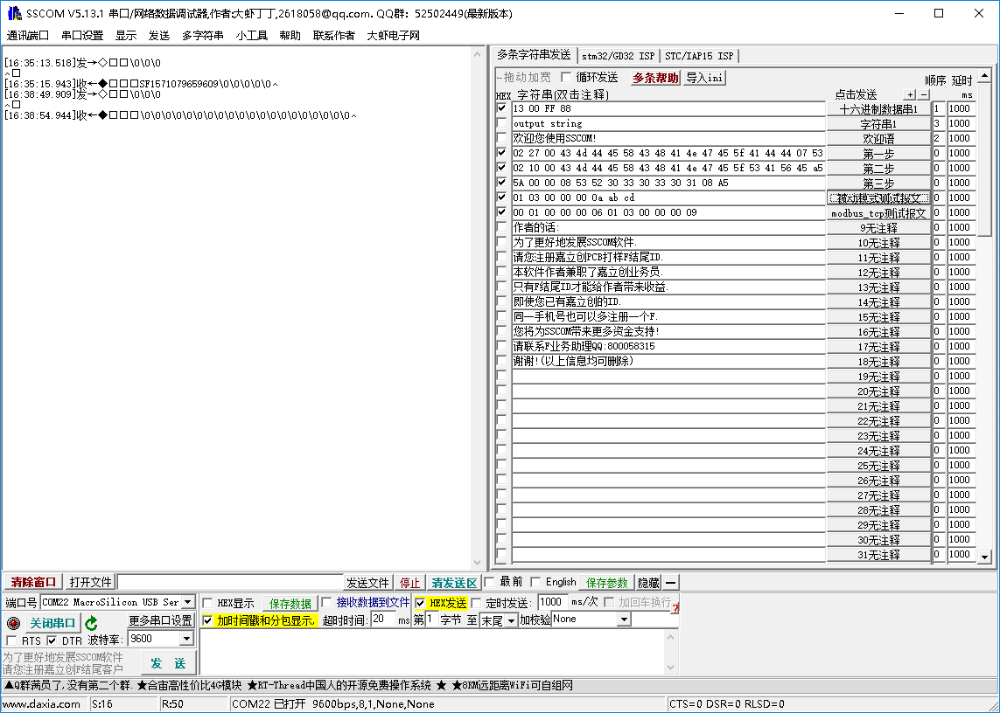 SSCOM V5.13.1 串口/网络数据调试器,作者:大虾丁丁,2618058@qq.com. QQ群: 52502449(最新版本)
通讯端口 串口设置 显示 发送 多字符串 小工具 帮助 联系作者 大虾电子网
[16:35:13.518]发→◇□□\0\0\0
^□
[16:35:15.943]收←◆□□□SF1571079659609\0\0\0\0\0^
[16:38:49.909]发→◇□□\0\0\0
^□
[16:38:54.944]收←◆□□□\0\0\0\0\0\0\0\0\0\0\0\0\0\0\0\0\0\0\0\0^
多条字符串发送 stm32/GD32 ISP STC/IAP15 ISP
←拖动加宽 循环发送 多条帮助 导入ini 顺序 延时
HEX 字符串(双击注释) 点击发送 + − ms
13 00 FF 88 十六进制数据串1 1 1000
output string 字符串1 3 1000
欢迎您使用SSCOM! 欢迎语 2 1000
02 27 00 43 4d 44 45 58 43 48 41 4e 47 45 5f 41 44 44 07 53 第一步 0 1000
02 10 00 43 4d 44 45 58 43 48 41 4e 47 45 5f 53 41 56 45 a5 第二步 0 1000
5A 00 00 08 53 52 30 33 30 33 30 31 08 A5 第三步 0 1000
01 03 00 00 00 0a ab cd 被动模式测试报文 0 1000
00 01 00 00 00 06 01 03 00 00 00 09 modbus_tcp测试报文 0 1000
作者的话: 9无注释 0 1000
为了更好地发展SSCOM软件. 10无注释 0 1000
请您注册嘉立创PCB打样F结尾ID. 11无注释 0 1000
本软件作者兼职了嘉立创业务员. 12无注释 0 1000
只有F结尾ID才能给作者带来收益. 13无注释 0 1000
即使您已有嘉立创的ID. 14无注释 0 1000
同一手机号也可以多注册一个F. 15无注释 0 1000
您将为SSCOM带来更多资金支持! 16无注释 0 1000
请联系F业务助理QQ:800058315 17无注释 0 1000
谢谢!(以上信息均可删除) 18无注释 0 1000
19无注释 0 1000
20无注释 0 1000
21无注释 0 1000
22无注释 0 1000
23无注释 0 1000
24无注释 0 1000
25无注释 0 1000
26无注释 0 1000
27无注释 0 1000
28无注释 0 1000
29无注释 0 1000
30无注释 0 1000
31无注释 0 1000
清除窗口 打开文件 发送文件 停止 清发送区 最前 English 保存参数 隐藏 −
端口号 COM22 MacroSilicon USB Ser HEX显示 保存数据 接收数据到文件 HEX发送 定时发送: 1000 ms/次 加回车换行 ?
关闭串口 更多串口设置 加时间戳和分包显示, 超时时间: 20 ms 第1 字节 至 末尾 加校验 None
RTS DTR 波特率: 9600
为了更好地发展SSCOM软件
请您注册嘉立创F结尾客户
发 送
▲Q群满员了,没有第二个群. ★合宙高性价比4G模块 ★RT-Thread中国人的开源免费操作系统 ★ ★8KM远距离WiFi可自组网
www.daxia.com S:16 R:50 COM22 已打开 9600bps,8,1,None,None CTS=0 DSR=0 RLSD=0